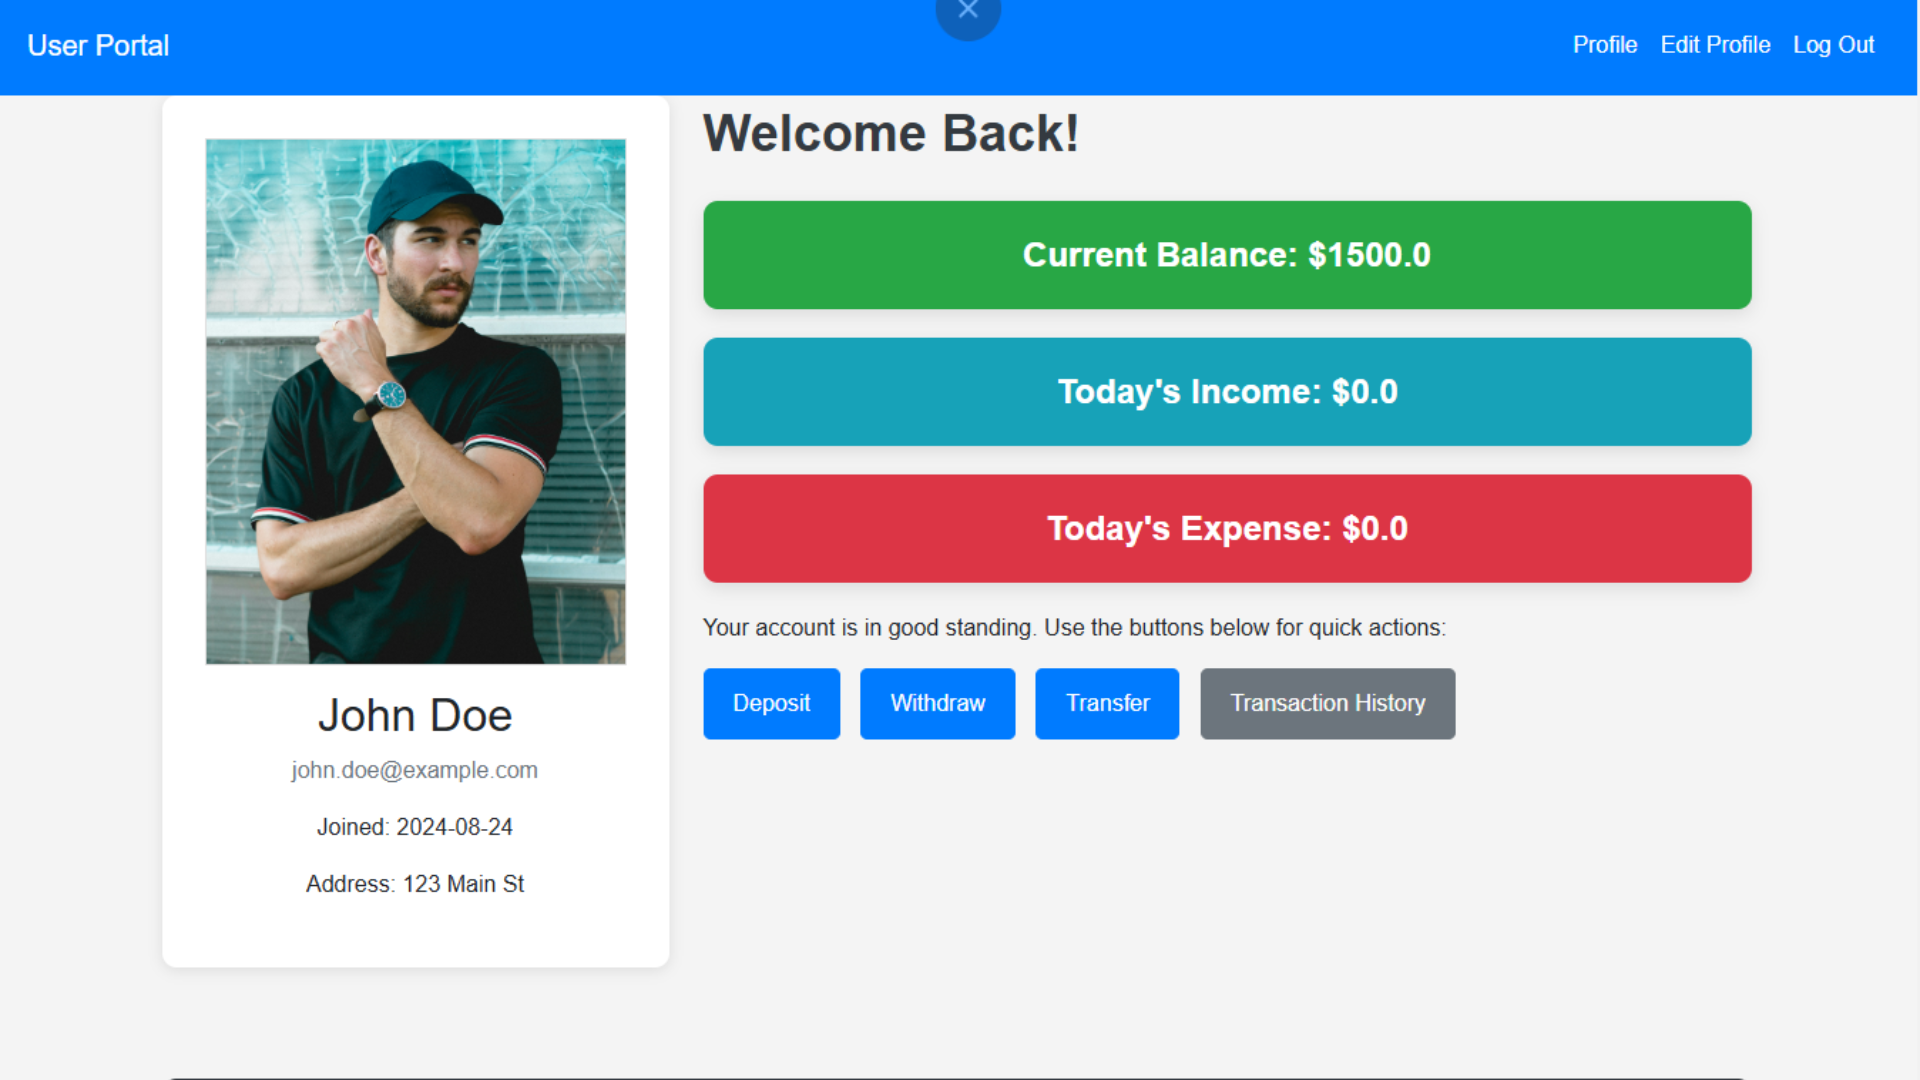 User Portal
Profile Edit Profile Log Out
Welcome Back!
Current Balance: $1500.0
Today's Income: $0.0
Today's Expense: $0.0
Your account is in good standing. Use the buttons below for quick actions:
Deposit Withdraw Transfer Transaction History
John Doe
john.doe@example.com
Joined: 2024-08-24
Address: 123 Main St